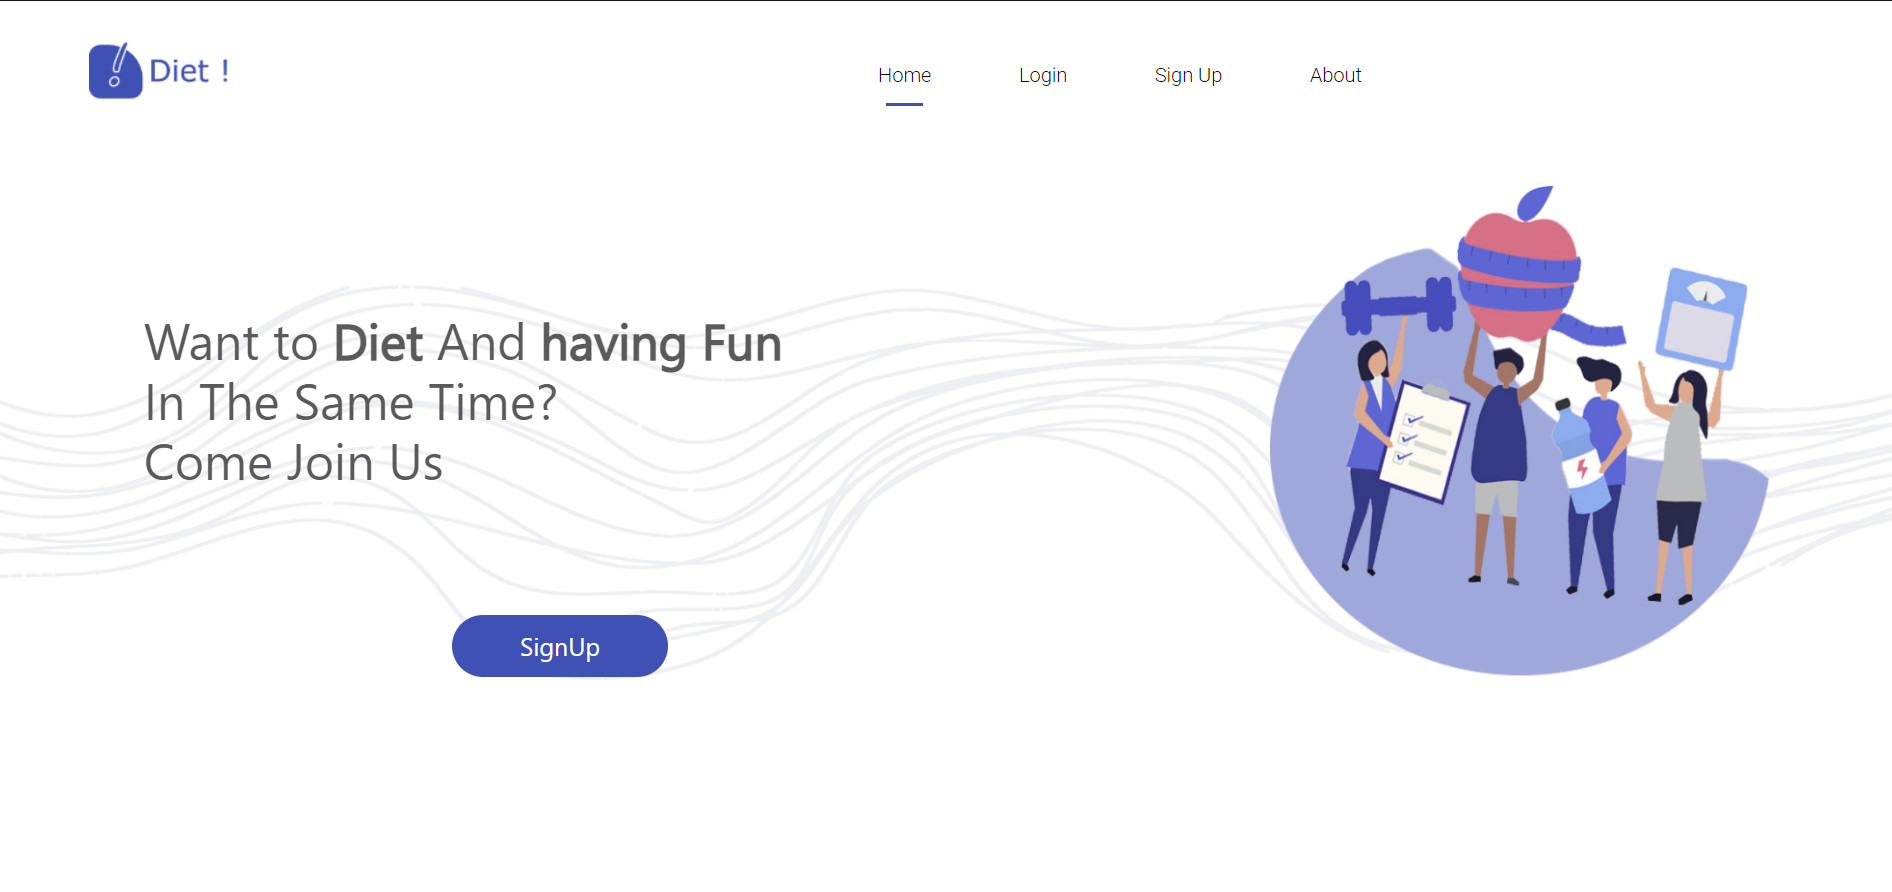 Diet !
Home
Login
Sign Up
About
Want to Diet And having Fun
In The Same Time?
Come Join Us
SignUp